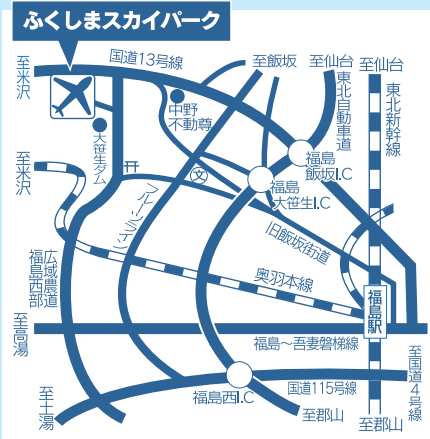 ふくしまスカイパーク
国道13号線
至飯坂
至仙台
至仙台
至米沢
東北自動車道
東北新幹線
中野
不動尊
大笹生ダム
福島
飯坂I.C
至米沢
文
福島
大笹生I.C
フルーツライン
旧飯坂街道
広域農道
福島西部
奥羽本線
福島駅
至高湯
福島〜吾妻磐梯線
至国道4号線
国道115号線
福島西I.C
至土湯
至郡山
至郡山